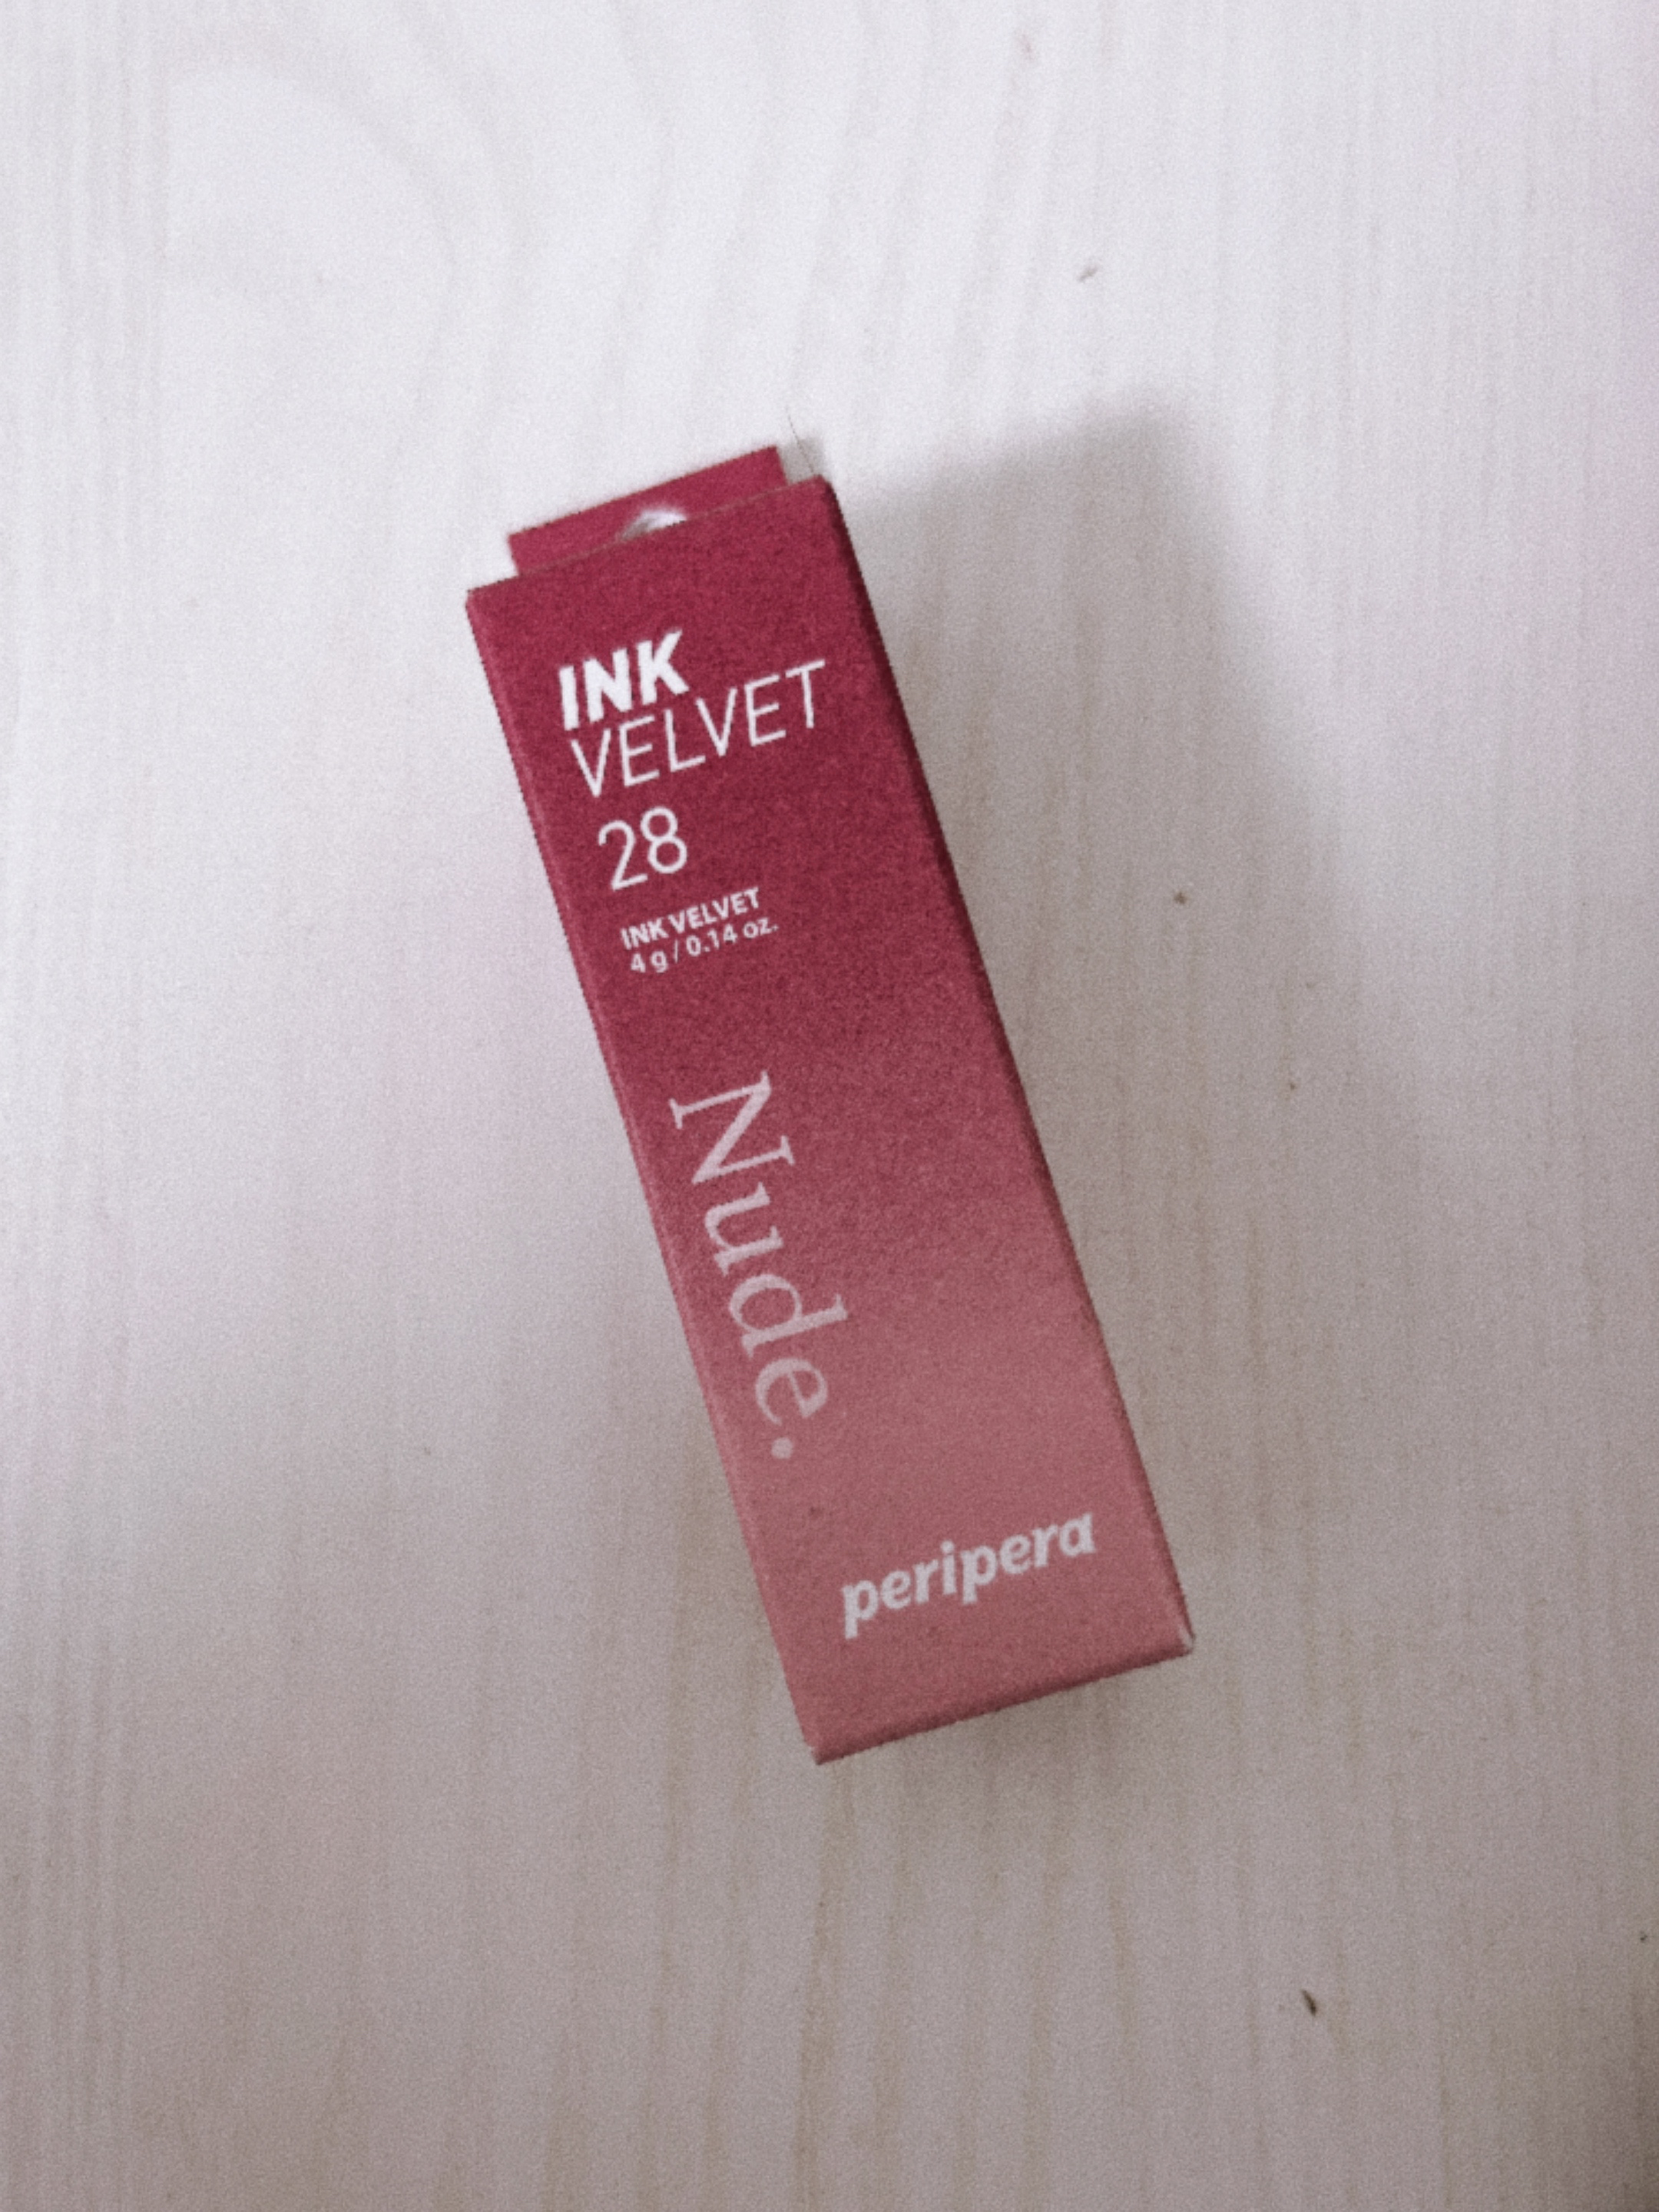 INK
VELVET
28
INK VELVET
4 g / 0.14 oz.
Nude.
peripera